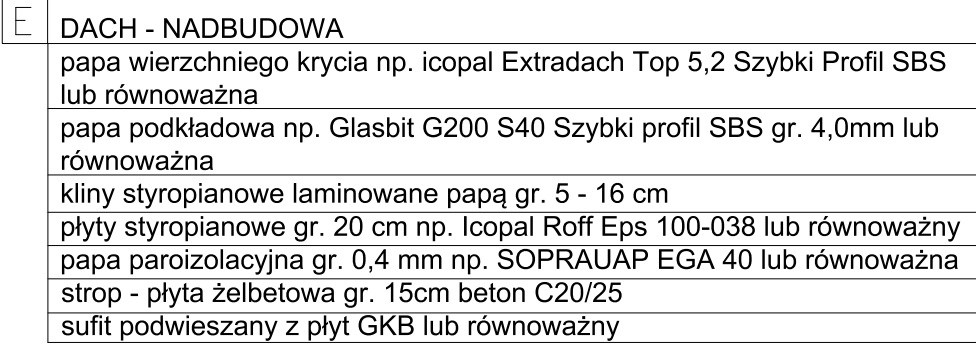 E DACH - NADBUDOWA
papa wierzchniego krycia np. icopal Extradach Top 5,2 Szybki Profil SBS
lub równoważna
papa podkładowa np. Glasbit G200 S40 Szybki profil SBS gr. 4,0mm lub
równoważna
kliny styropianowe laminowane papą gr. 5 - 16 cm
płyty styropianowe gr. 20 cm np. Icopal Roff Eps 100-038 lub równoważny
papa paroizolacyjna gr. 0,4 mm np. SOPRAUAP EGA 40 lub równoważna
strop - płyta żelbetowa gr. 15cm beton C20/25
sufit podwieszany z płyt GKB lub równoważny